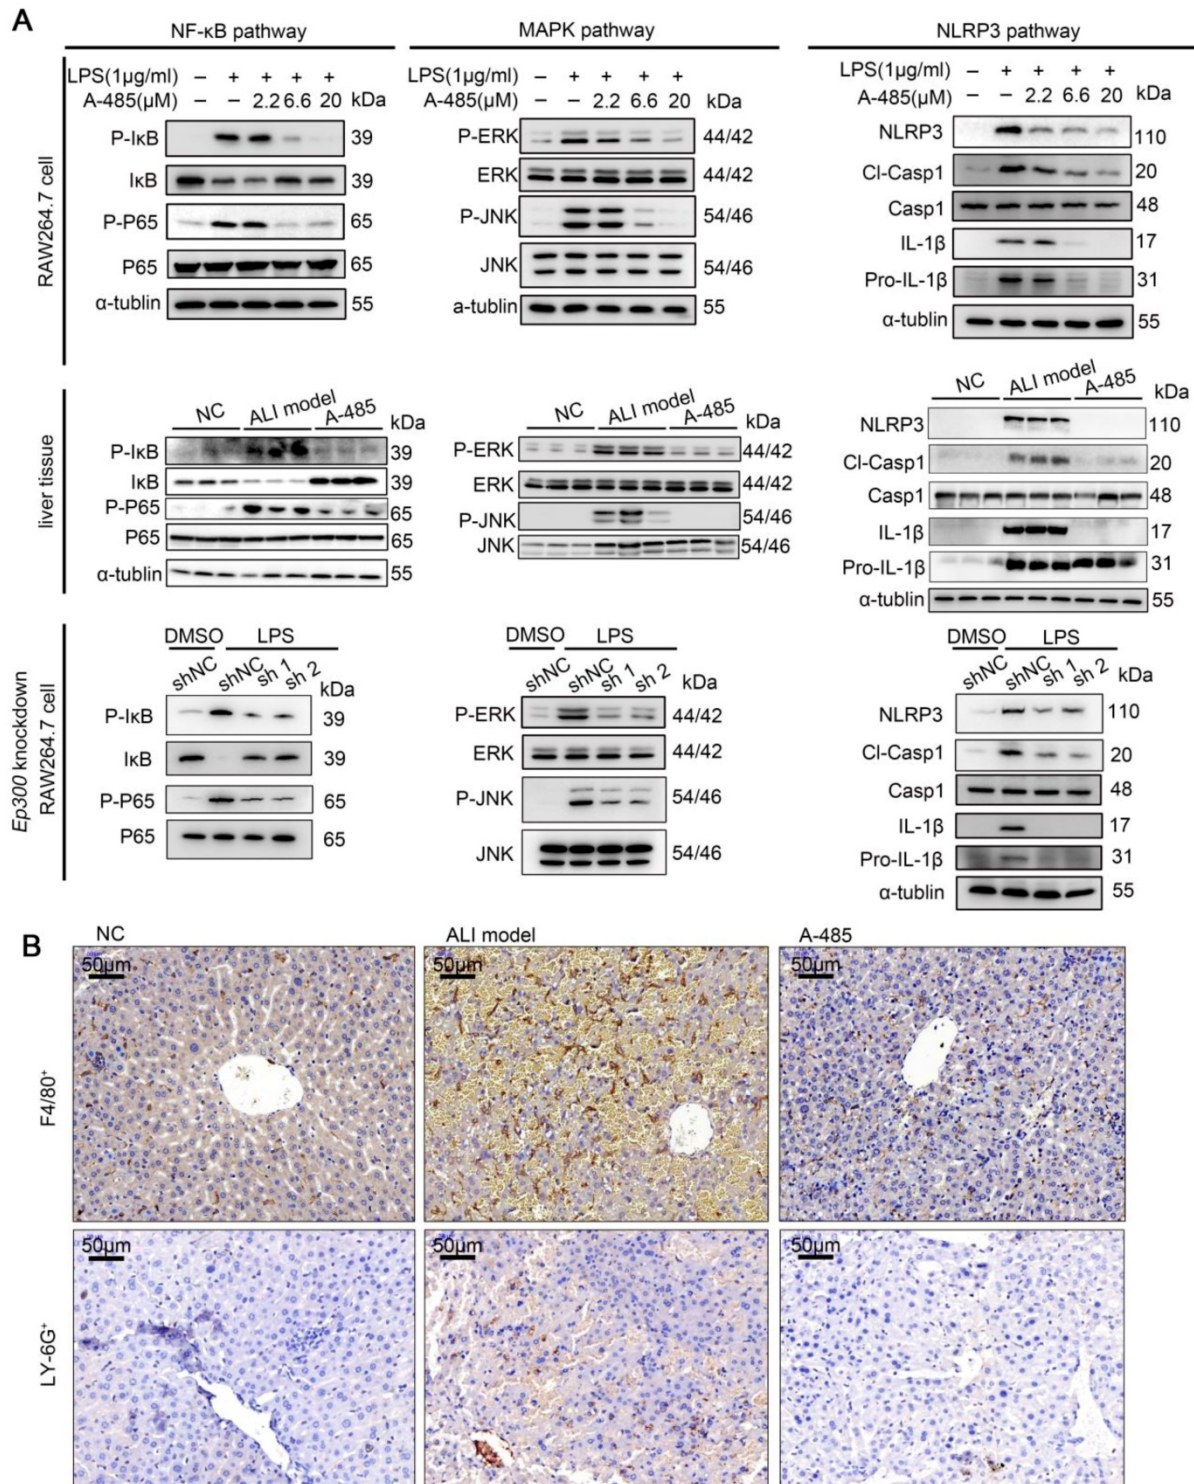 A
NF-κB pathway
LPS(1μg/ml) – + + + +
A-485(μM) – – 2.2 6.6 20 kDa
P-IκB 39
IκB 39
P-P65 65
P65 65
α-tublin 55
MAPK pathway
LPS(1μg/ml) – + + + +
A-485(μM) – – 2.2 6.6 20 kDa
P-ERK 44/42
ERK 44/42
P-JNK 54/46
JNK 54/46
a-tublin 55
NLRP3 pathway
LPS(1μg/ml) – + + + +
A-485(μM) – – 2.2 6.6 20 kDa
NLRP3 110
Cl-Casp1 20
Casp1 48
IL-1β 17
Pro-IL-1β 31
α-tublin 55
RAW264.7 cell
NC ALI model A-485 kDa
P-IκB 39
IκB 39
P-P65 65
P65 65
α-tublin 55
NC ALI model A-485 kDa
P-ERK 44/42
ERK 44/42
P-JNK 54/46
JNK 54/46
NC ALI model A-485 kDa
NLRP3 110
Cl-Casp1 20
Casp1 48
IL-1β 17
Pro-IL-1β 31
α-tublin 55
liver tissue
DMSO LPS
shNC shNC sh 1 sh 2 kDa
P-IκB 39
IκB 39
P-P65 65
P65 65
DMSO LPS
shNC shNC sh 1 sh 2 kDa
P-ERK 44/42
ERK 44/42
P-JNK 54/46
JNK 54/46
DMSO LPS
shNC shNC sh 1 sh 2 kDa
NLRP3 110
Cl-Casp1 20
Casp1 48
IL-1β 17
Pro-IL-1β 31
α-tublin 55
Ep300 knockdown
RAW264.7 cell
B
NC ALI model A-485
F4/80⁺
50μm 50μm 50μm
LY-6G⁺
50μm 50μm 50μm